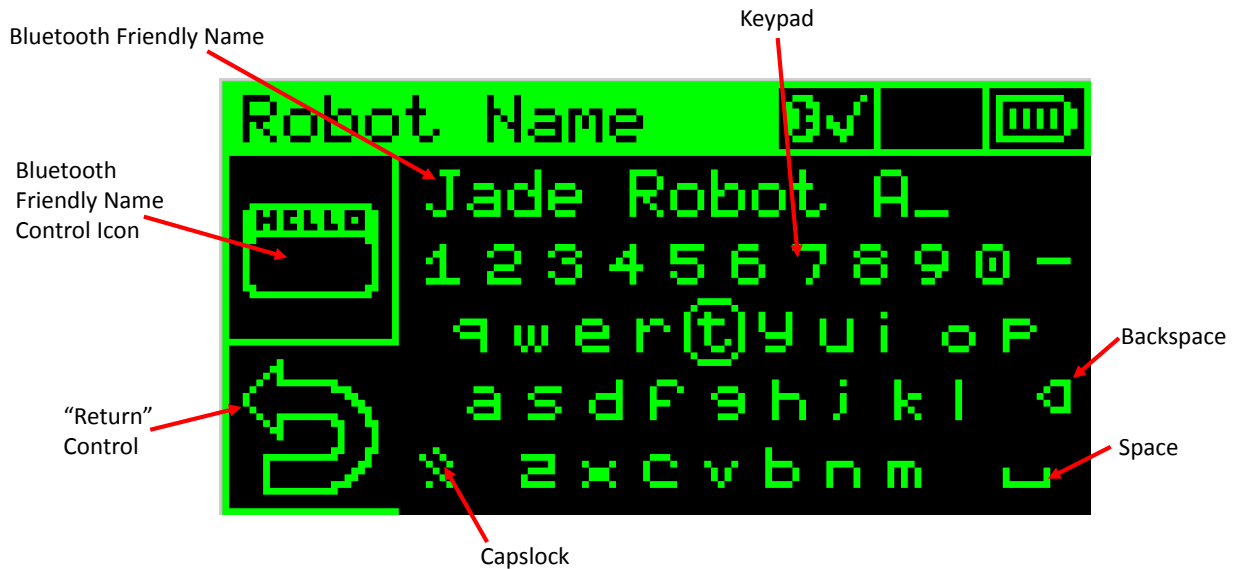 Keypad
Bluetooth Friendly Name
Robot Name
Bluetooth
Friendly Name
Control Icon
HELLO
Jade Robot A_
1 2 3 4 5 6 7 8 9 0 -
q w e r t y u i o p
Backspace
a s d f g h j k l
“Return”
Control
z x c v b n m
Space
Capslock